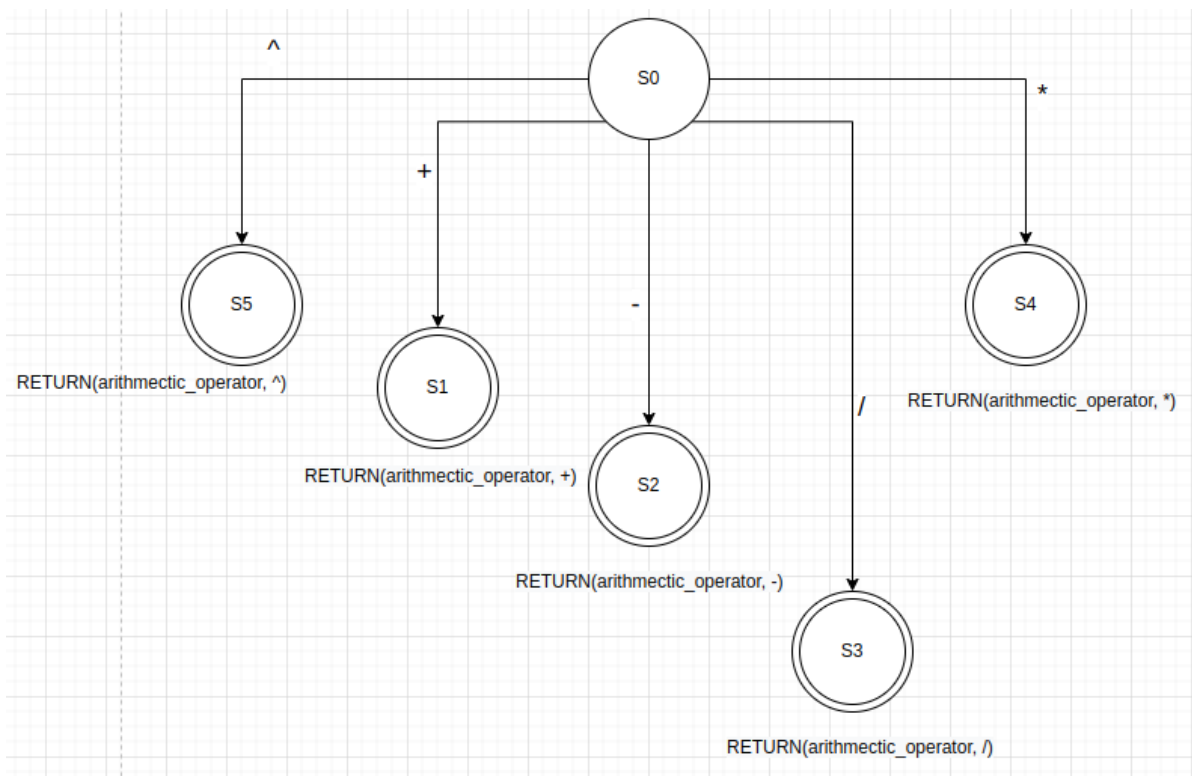 ^
S0
*
+
S5
-
S4
RETURN(arithmectic_operator, ^)
S1
RETURN(arithmectic_operator, *)
/
RETURN(arithmectic_operator, +)
S2
RETURN(arithmectic_operator, -)
S3
RETURN(arithmectic_operator, /)